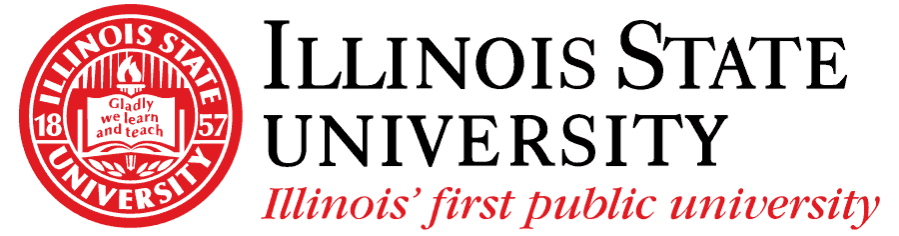 ILLINOIS STATE
18 57
Gladly
we learn
and teach
UNIVERSITY
ILLINOIS STATE
UNIVERSITY
Illinois' first public university